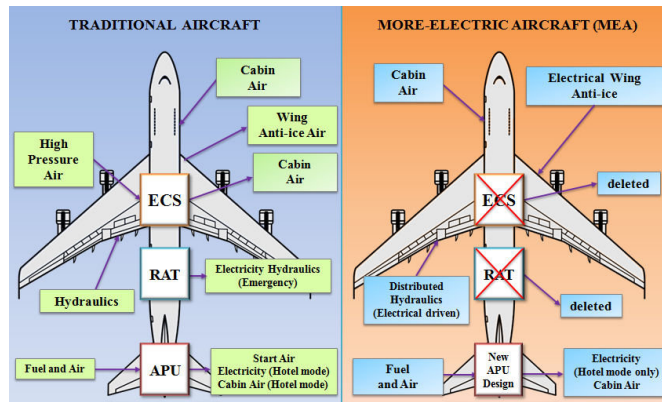 TRADITIONAL AIRCRAFT
Cabin
Air
Wing
Anti-ice Air
High
Pressure
Air
Cabin
Air
ECS
RAT
Electricity Hydraulics
(Emergency)
Hydraulics
Fuel and Air
APU
Start Air
Electricity (Hotel mode)
Cabin Air (Hotel mode)
MORE-ELECTRIC AIRCRAFT (MEA)
Cabin
Air
Electrical Wing
Anti-ice
ECS
deleted
Distributed
Hydraulics
(Electrical driven)
RAT
deleted
Fuel
and Air
New
APU
Design
Electricity
(Hotel mode only)
Cabin Air